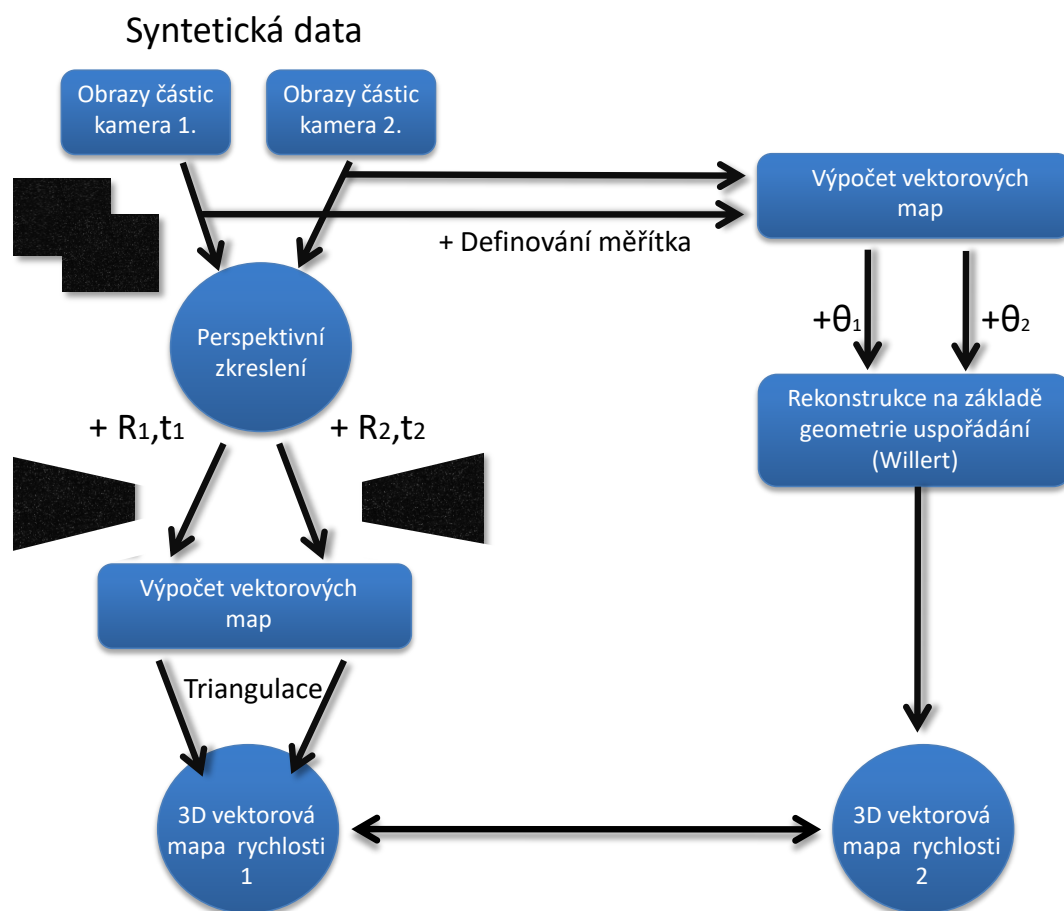 Syntetická data
Obrazy částic
kamera 1.
Obrazy částic
kamera 2.
Výpočet vektorových
map
+ Definování měřítka
+θ₁
+θ₂
Perspektivní
zkreslení
Rekonstrukce na základě
geometrie uspořádání
(Willert)
+ R₁,t₁
+ R₂,t₂
Výpočet vektorových
map
Triangulace
3D vektorová
mapa rychlosti
1
3D vektorová
mapa rychlosti
2